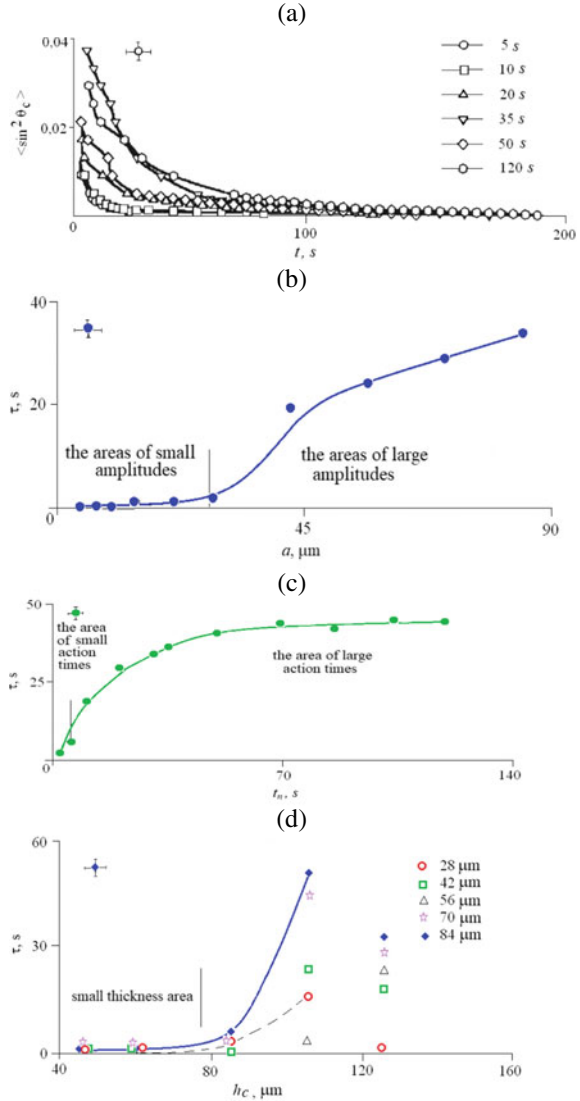 (a)
0.04
0.02
<sin² θc>
5 s
10 s
20 s
35 s
50 s
120 s
0
100
200
t, s
(b)
40
20
0
τ, s
the areas of small
amplitudes
the areas of large
amplitudes
45
90
a, μm
(c)
50
25
0
τ, s
the area
of small
action
times
the area of large
action times
70
140
tn, s
(d)
60
30
0
τ, s
28 μm
42 μm
56 μm
70 μm
84 μm
small thickness area
40
80
120
160
hc, μm